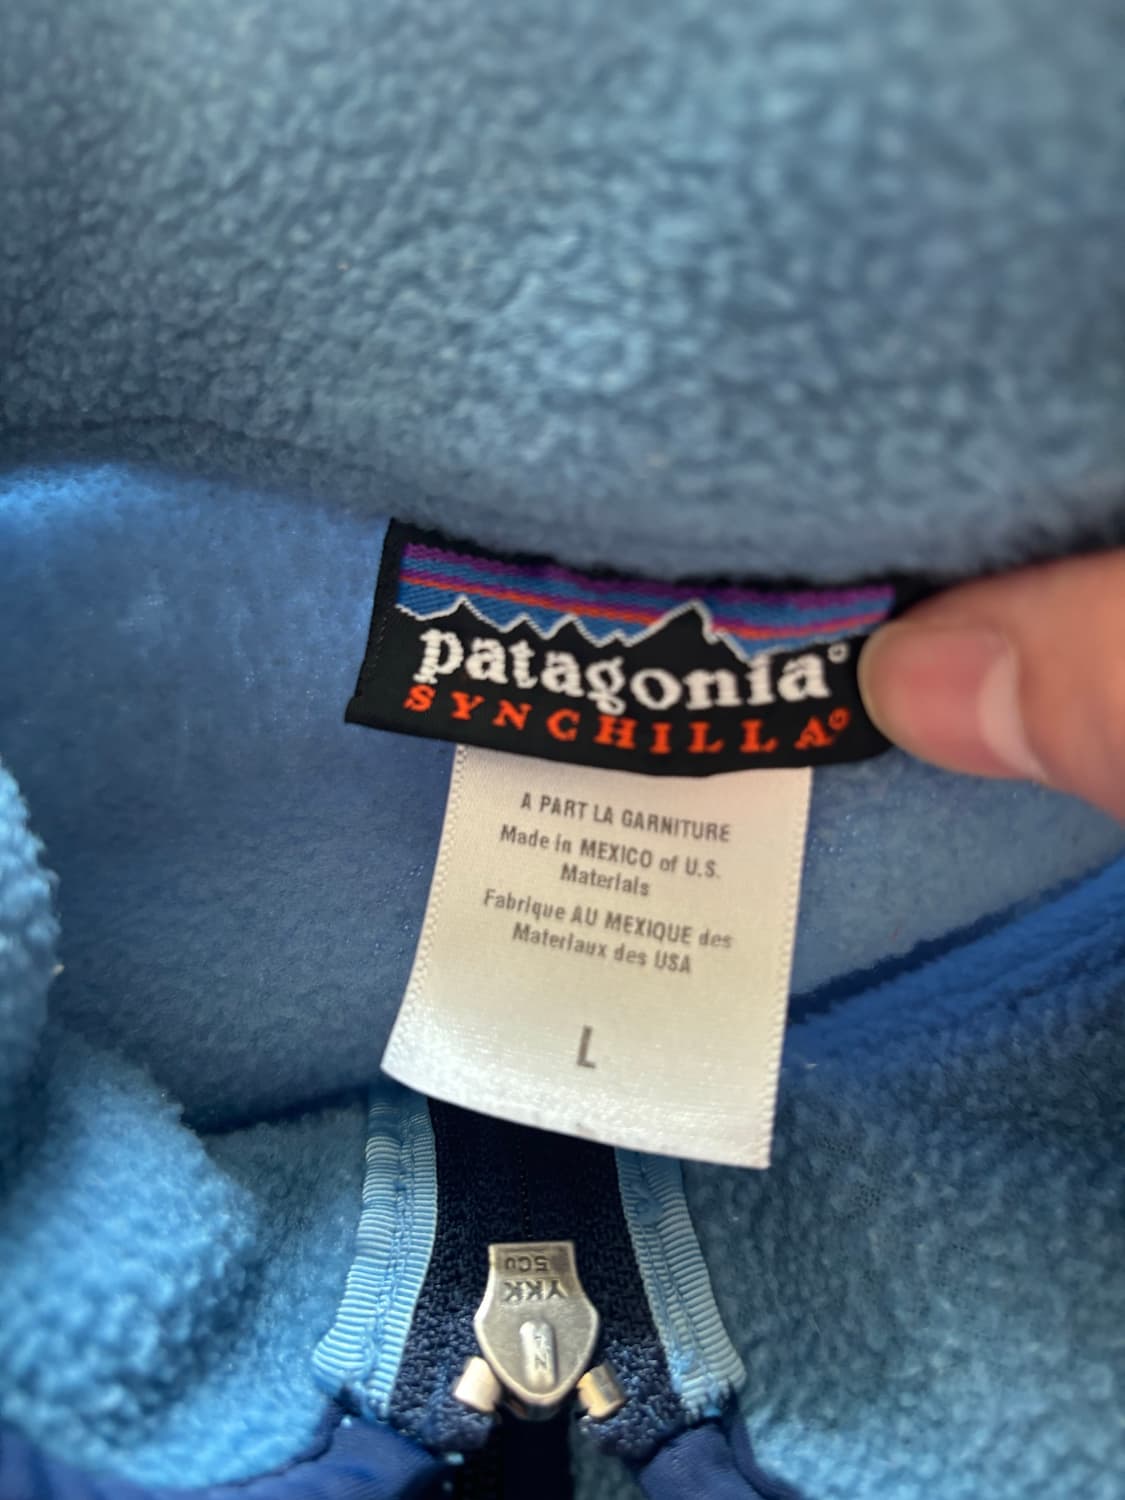 patagonia®
SYNCHILLA®
A PART LA GARNITURE
Made in MEXICO of U.S.
Materials
Fabrique AU MEXIQUE des
Materiaux des USA
L
5CU
YKK